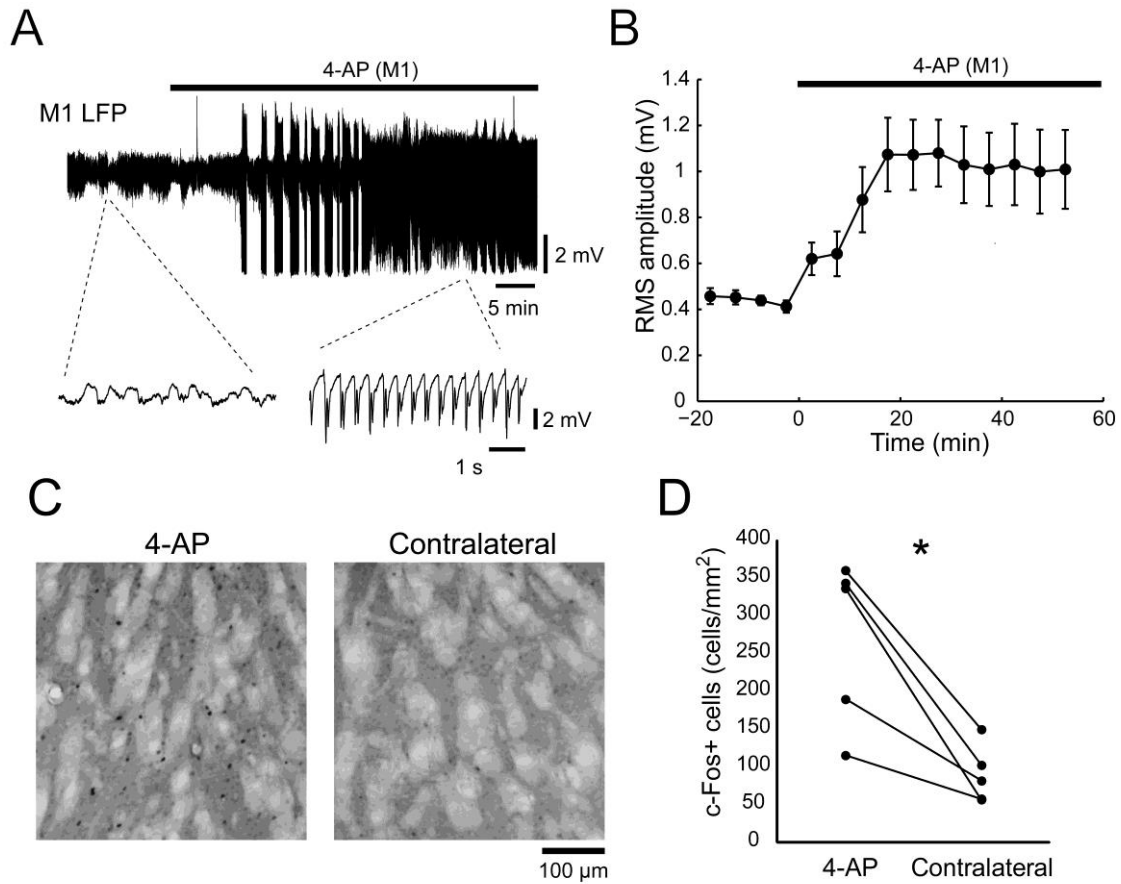 A
4-AP (M1)
M1 LFP
2 mV
5 min
2 mV
1 s
B
4-AP (M1)
RMS amplitude (mV)
1.4
1.2
1
0.8
0.6
0.4
0.2
0
−20
0
20
40
60
Time (min)
C
4-AP
Contralateral
100 µm
D
*
c-Fos+ cells (cells/mm²)
400
350
300
250
200
150
100
50
0
4-AP
Contralateral